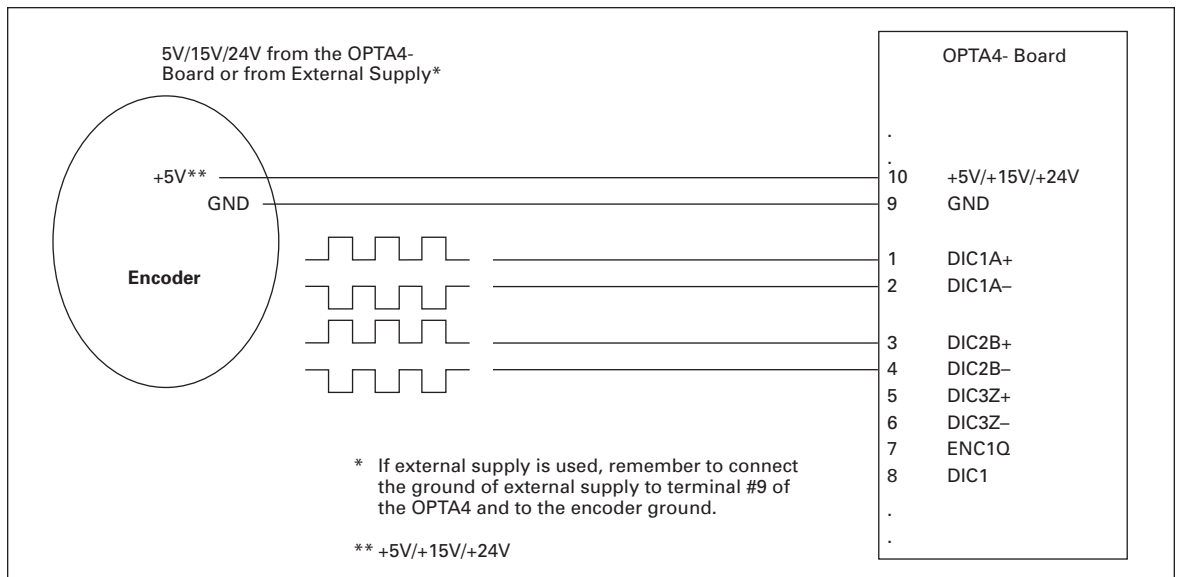 5V/15V/24V from the OPTA4-
Board or from External Supply*
OPTA4- Board
.
.
.
+5V**
10 +5V/+15V/+24V
GND
9 GND
Encoder
1 DIC1A+
2 DIC1A–
3 DIC2B+
4 DIC2B–
5 DIC3Z+
6 DIC3Z–
7 ENC1Q
8 DIC1
.
.
* If external supply is used, remember to connect
the ground of external supply to terminal #9 of
the OPTA4 and to the encoder ground.
** +5V/+15V/+24V